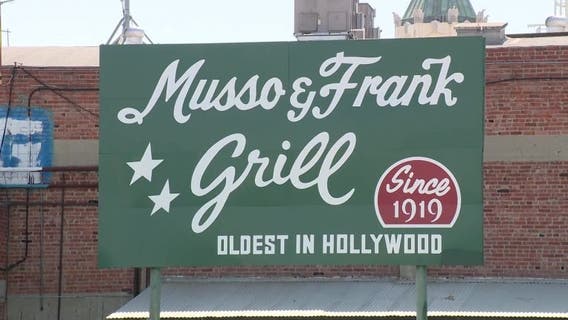 Musso & Frank
Grill
Since
1919
OLDEST IN HOLLYWOOD